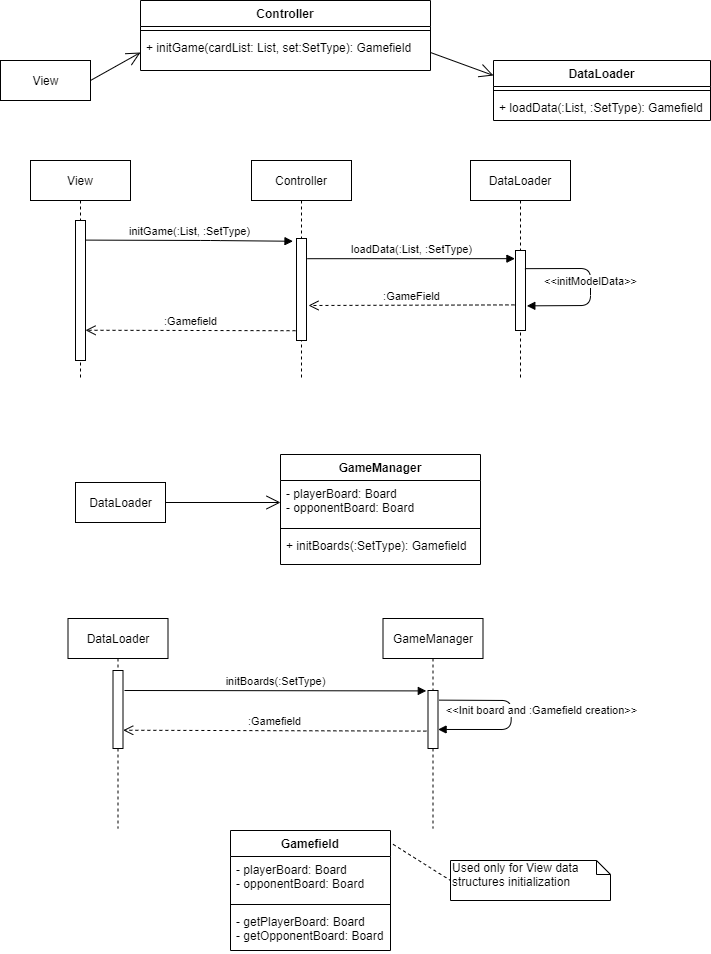 Controller
+ initGame(cardList: List, set:SetType): Gamefield
View
DataLoader
+ loadData(:List, :SetType): Gamefield
View
Controller
DataLoader
initGame(:List, :SetType)
loadData(:List, :SetType)
<<initModelData>>
:GameField
:Gamefield
GameManager
- playerBoard: Board
- opponentBoard: Board
+ initBoards(:SetType): Gamefield
DataLoader
DataLoader
GameManager
initBoards(:SetType)
<<Init board and :Gamefield creation>>
:Gamefield
Gamefield
- playerBoard: Board
- opponentBoard: Board
- getPlayerBoard: Board
- getOpponentBoard: Board
Used only for View data
structures initialization